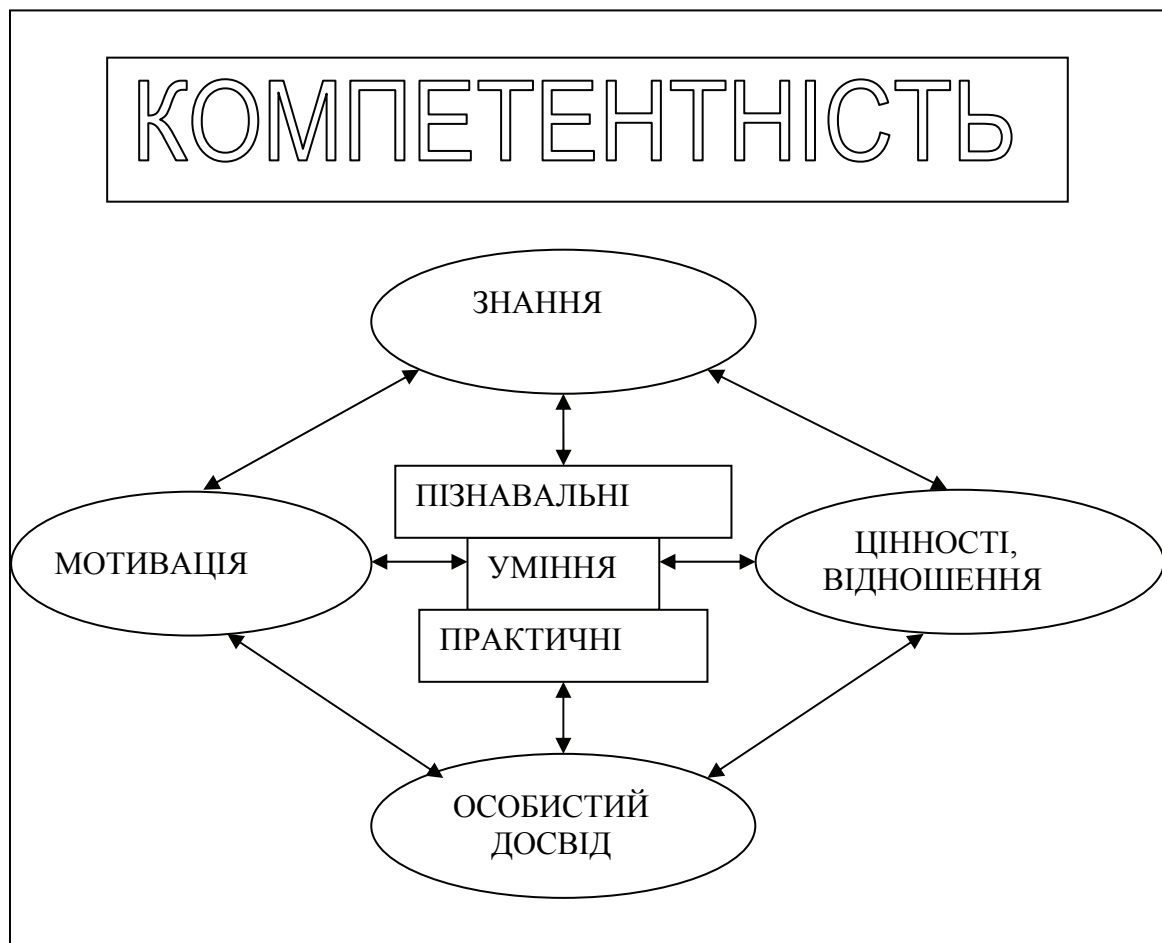 КОМПЕТЕНТНІСТЬ
ЗНАННЯ
ПІЗНАВАЛЬНІ
МОТИВАЦІЯ
УМІННЯ
ЦІННОСТІ,
ВІДНОШЕННЯ
ПРАКТИЧНІ
ОСОБИСТИЙ
ДОСВІД